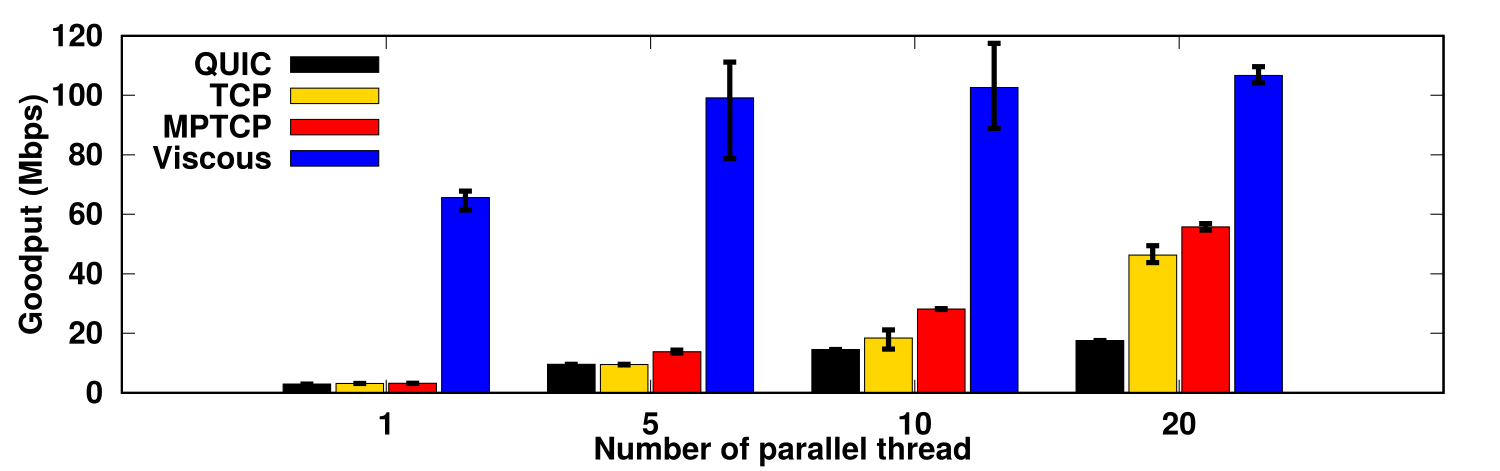 Goodput (Mbps)
120
100
80
60
40
20
0
QUIC
TCP
MPTCP
Viscous
1 5 10 20
Number of parallel thread